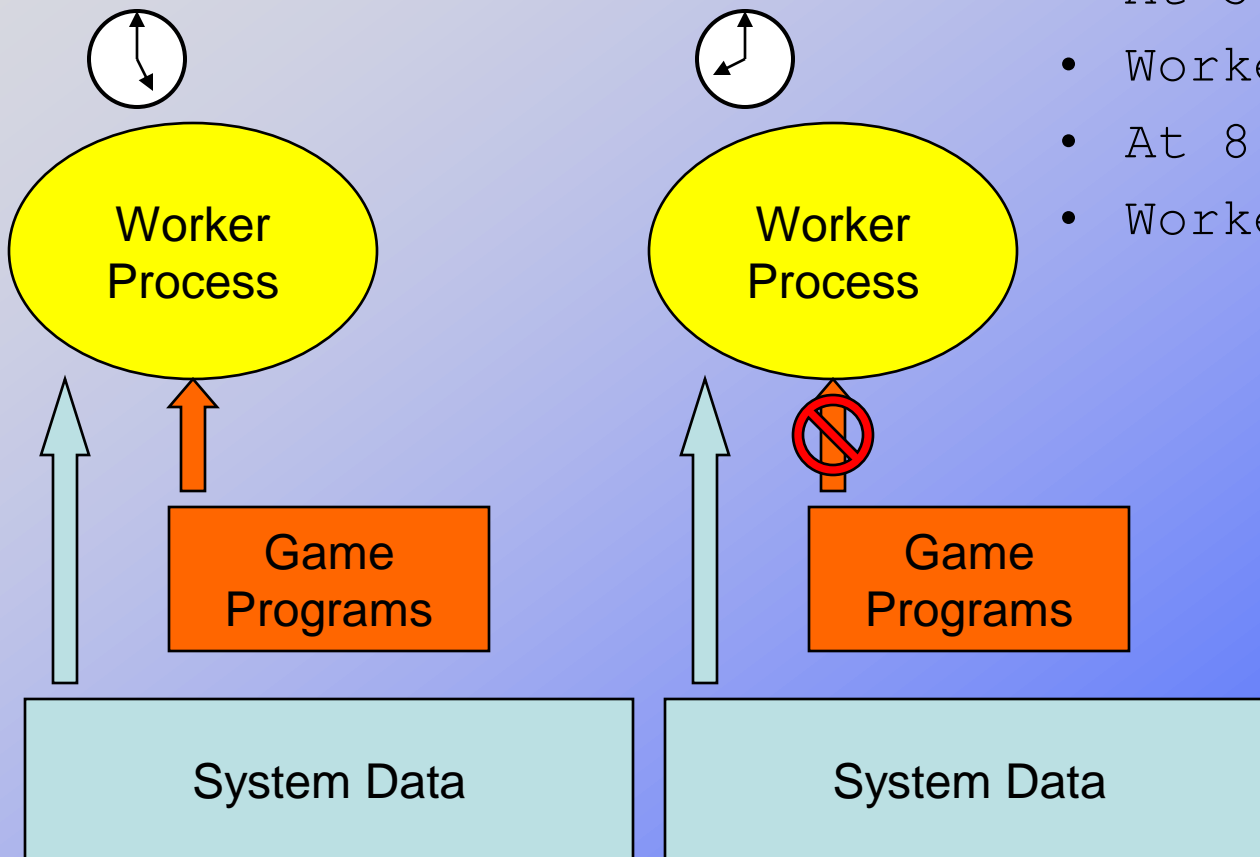 • Worke
• At 8
• Worke
Worker
Process
Worker
Process
Game
Programs
Game
Programs
System Data
System Data